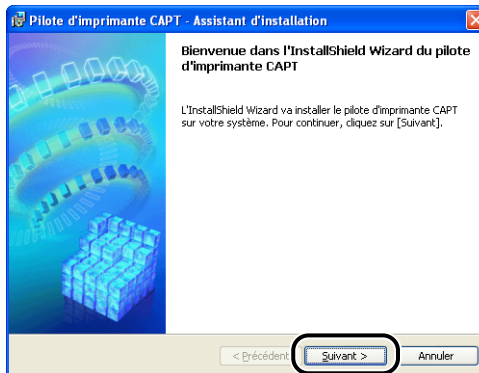 Pilote d'imprimante CAPT - Assistant d'installation
Bienvenue dans l'InstallShield Wizard du pilote
d'imprimante CAPT
L'InstallShield Wizard va installer le pilote d'imprimante CAPT
sur votre système. Pour continuer, cliquez sur [Suivant].
< Précédent Suivant > Annuler